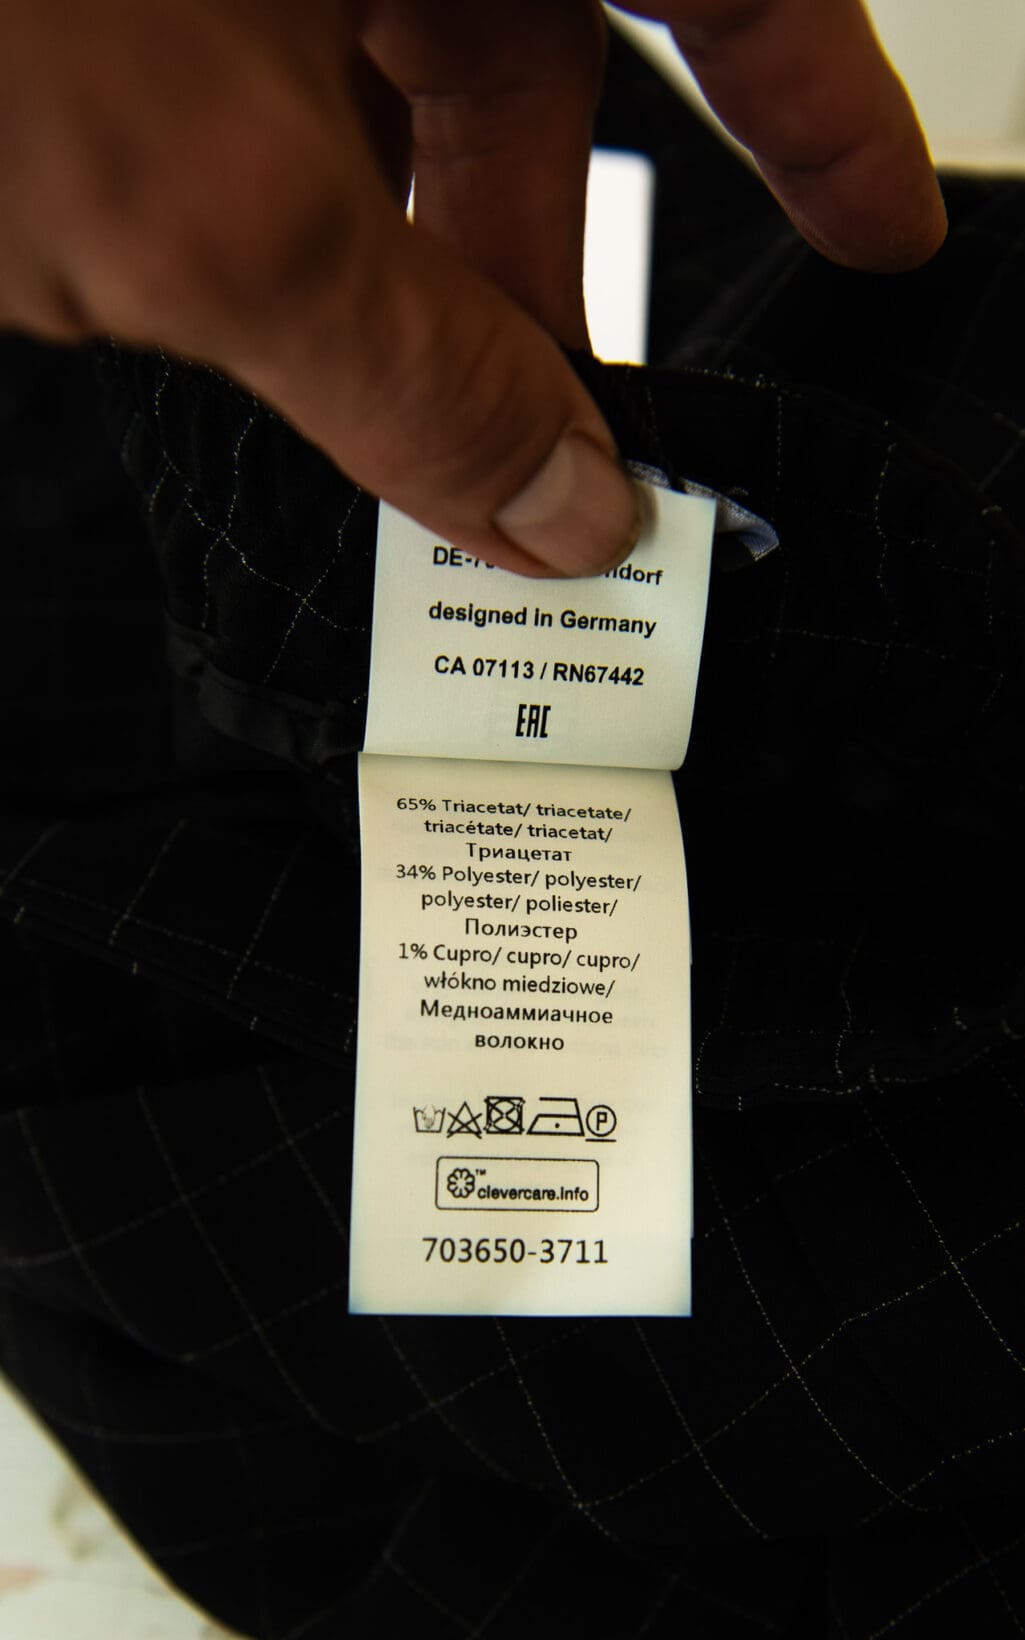 designed in Germany
CA 07113 / RN67442
EAC
65% Triacetat/ triacetate/
triacétate/ triacetat/
Триацетат
34% Polyester/ polyester/
polyester/ poliester/
Полиэстер
1% Cupro/ cupro/ cupro/
włókno miedziowe/
Медноаммиачное
волокно
P
™
clevercare.info
703650-3711